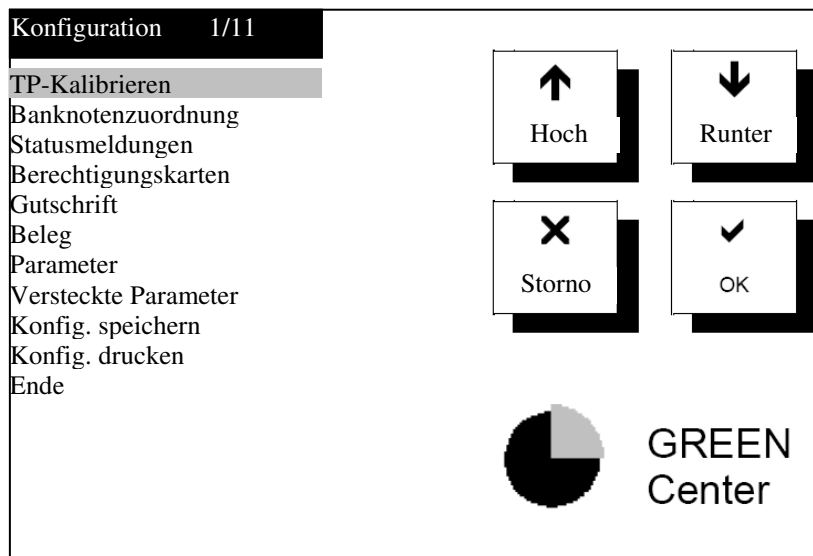 Konfiguration 1/11
TP-Kalibrieren
Banknotenzuordnung
Statusmeldungen
Berechtigungskarten
Gutschrift
Beleg
Parameter
Versteckte Parameter
Konfig. speichern
Konfig. drucken
Ende
Hoch
Runter
Storno
OK
GREEN
Center